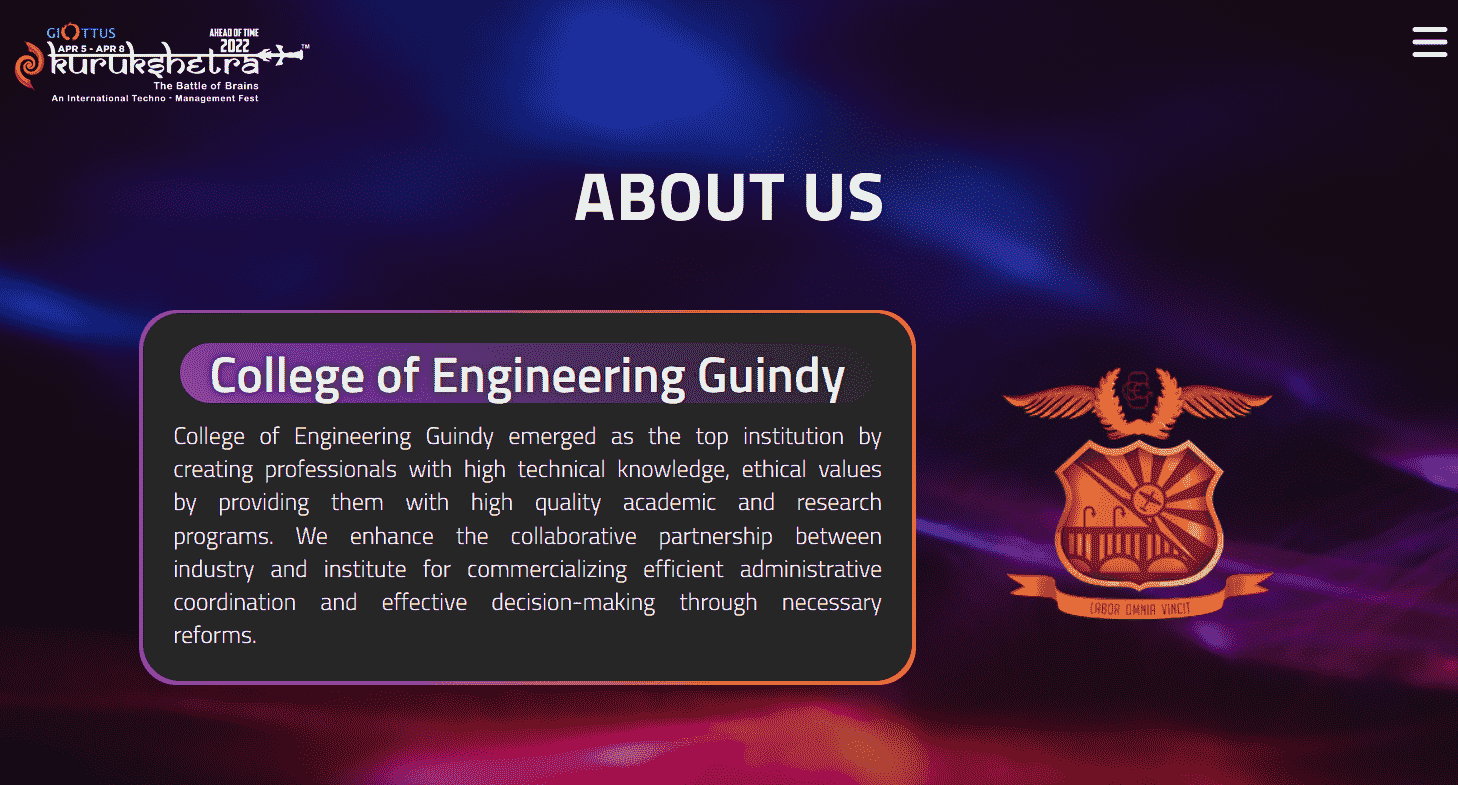 GIOTTUS
AHEAD OF TIME
APR 5 - APR 8
2022
kurukshetra
TM
The Battle of Brains
An International Techno - Management Fest
ABOUT US
College of Engineering Guindy
College of Engineering Guindy emerged as the top institution by
creating professionals with high technical knowledge, ethical values
by providing them with high quality academic and research
programs. We enhance the collaborative partnership between
industry and institute for commercializing efficient administrative
coordination and effective decision-making through necessary
reforms.
LABOR OMNIA VINCIT